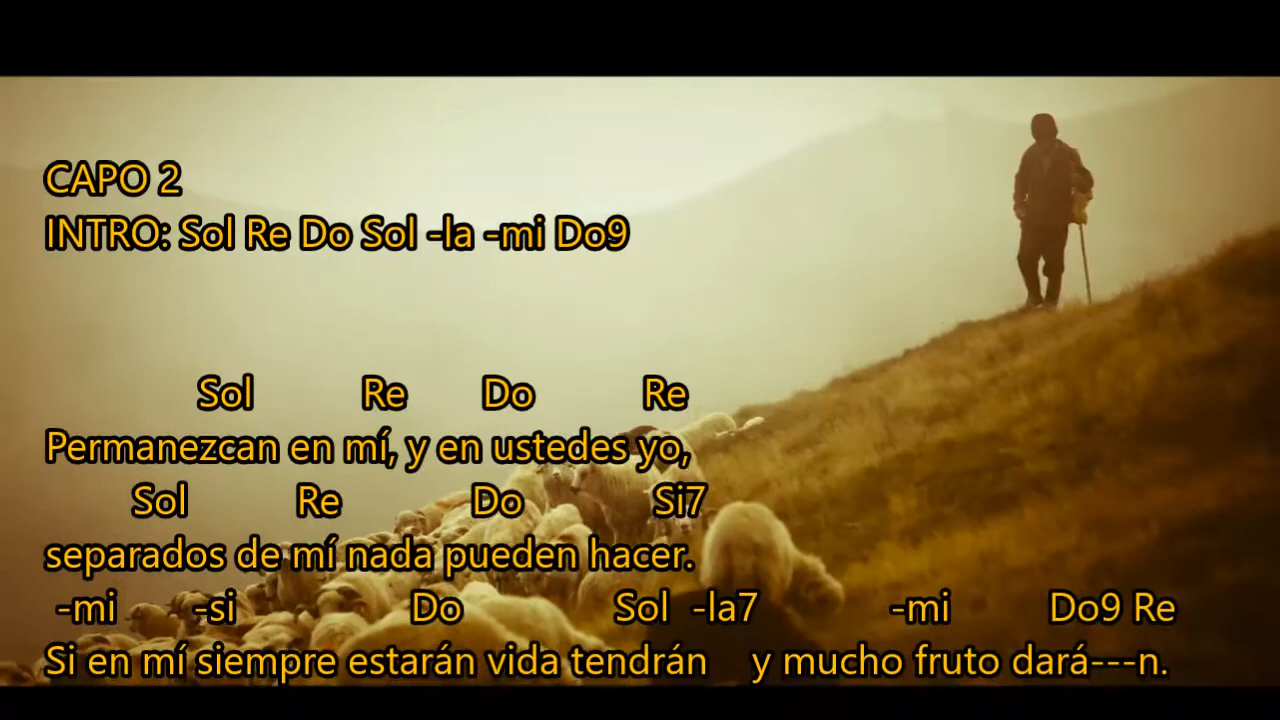 CAPO 2
INTRO: Sol Re Do Sol -la -mi Do9
Sol Re Do Re
Permanezcan en mí, y en ustedes yo,
Sol Re Do Si7
separados de mí nada pueden hacer.
-mi -si Do Sol -la7 -mi Do9 Re
Si en mí siempre estarán vida tendrán y mucho fruto dará---n.